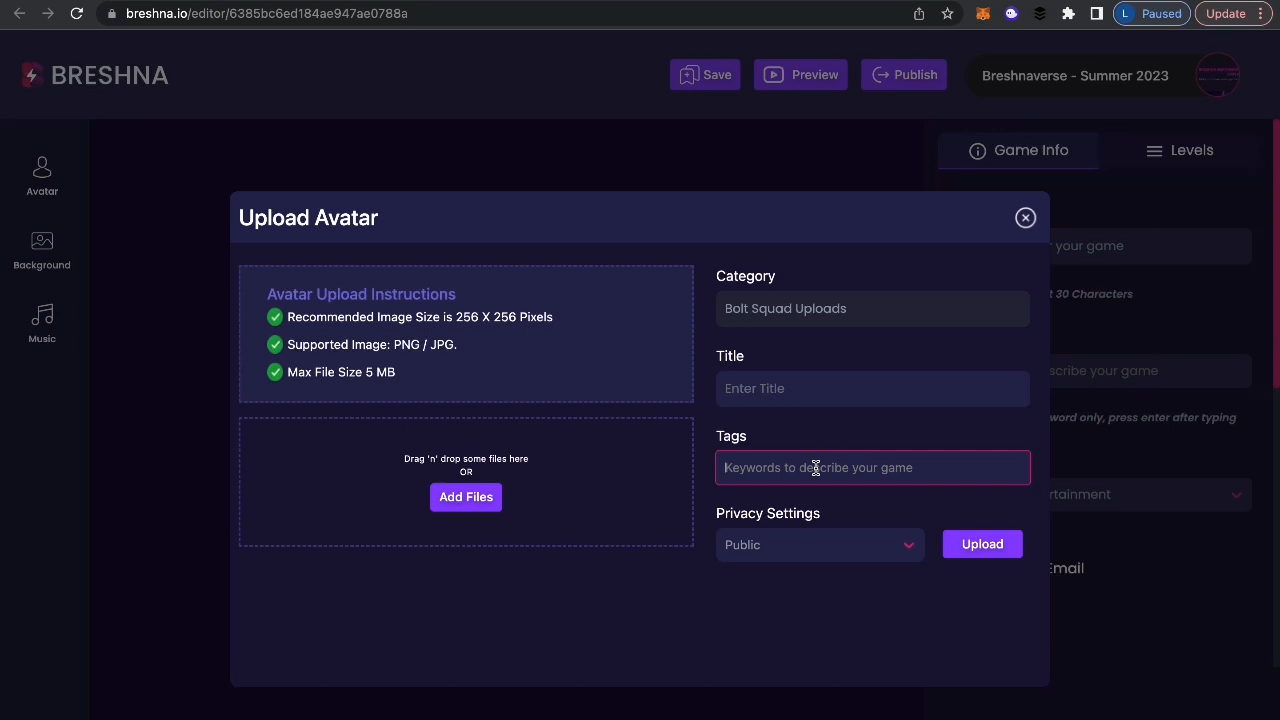 breshna.io/editor/6385bc6ed184ae947ae0788a
L Paused
Update
BRESHNA
Save
Preview
Publish
Breshnaverse - Summer 2023
Avatar
Background
Music
Game Info
Levels
Upload Avatar
Avatar Upload Instructions
Recommended Image Size is 256 X 256 Pixels
Supported Image: PNG / JPG.
Max File Size 5 MB
Drag 'n' drop some files here
OR
Add Files
Category
Bolt Squad Uploads
Title
Enter Title
Tags
Keywords to describe your game
Privacy Settings
Public
Upload
your game
30 Characters
scribe your game
word only, press enter after typing
rtainment
Email